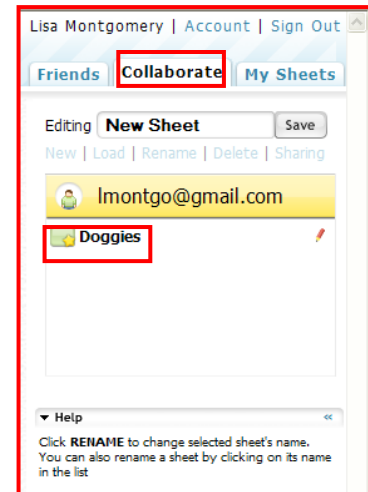 Lisa Montgomery | Account | Sign Out
Friends Collaborate My Sheets
Editing New Sheet Save
New | Load | Rename | Delete | Sharing
lmontgo@gmail.com
Doggies
▼ Help «
Click RENAME to change selected sheet's name.
You can also rename a sheet by clicking on its name
in the list